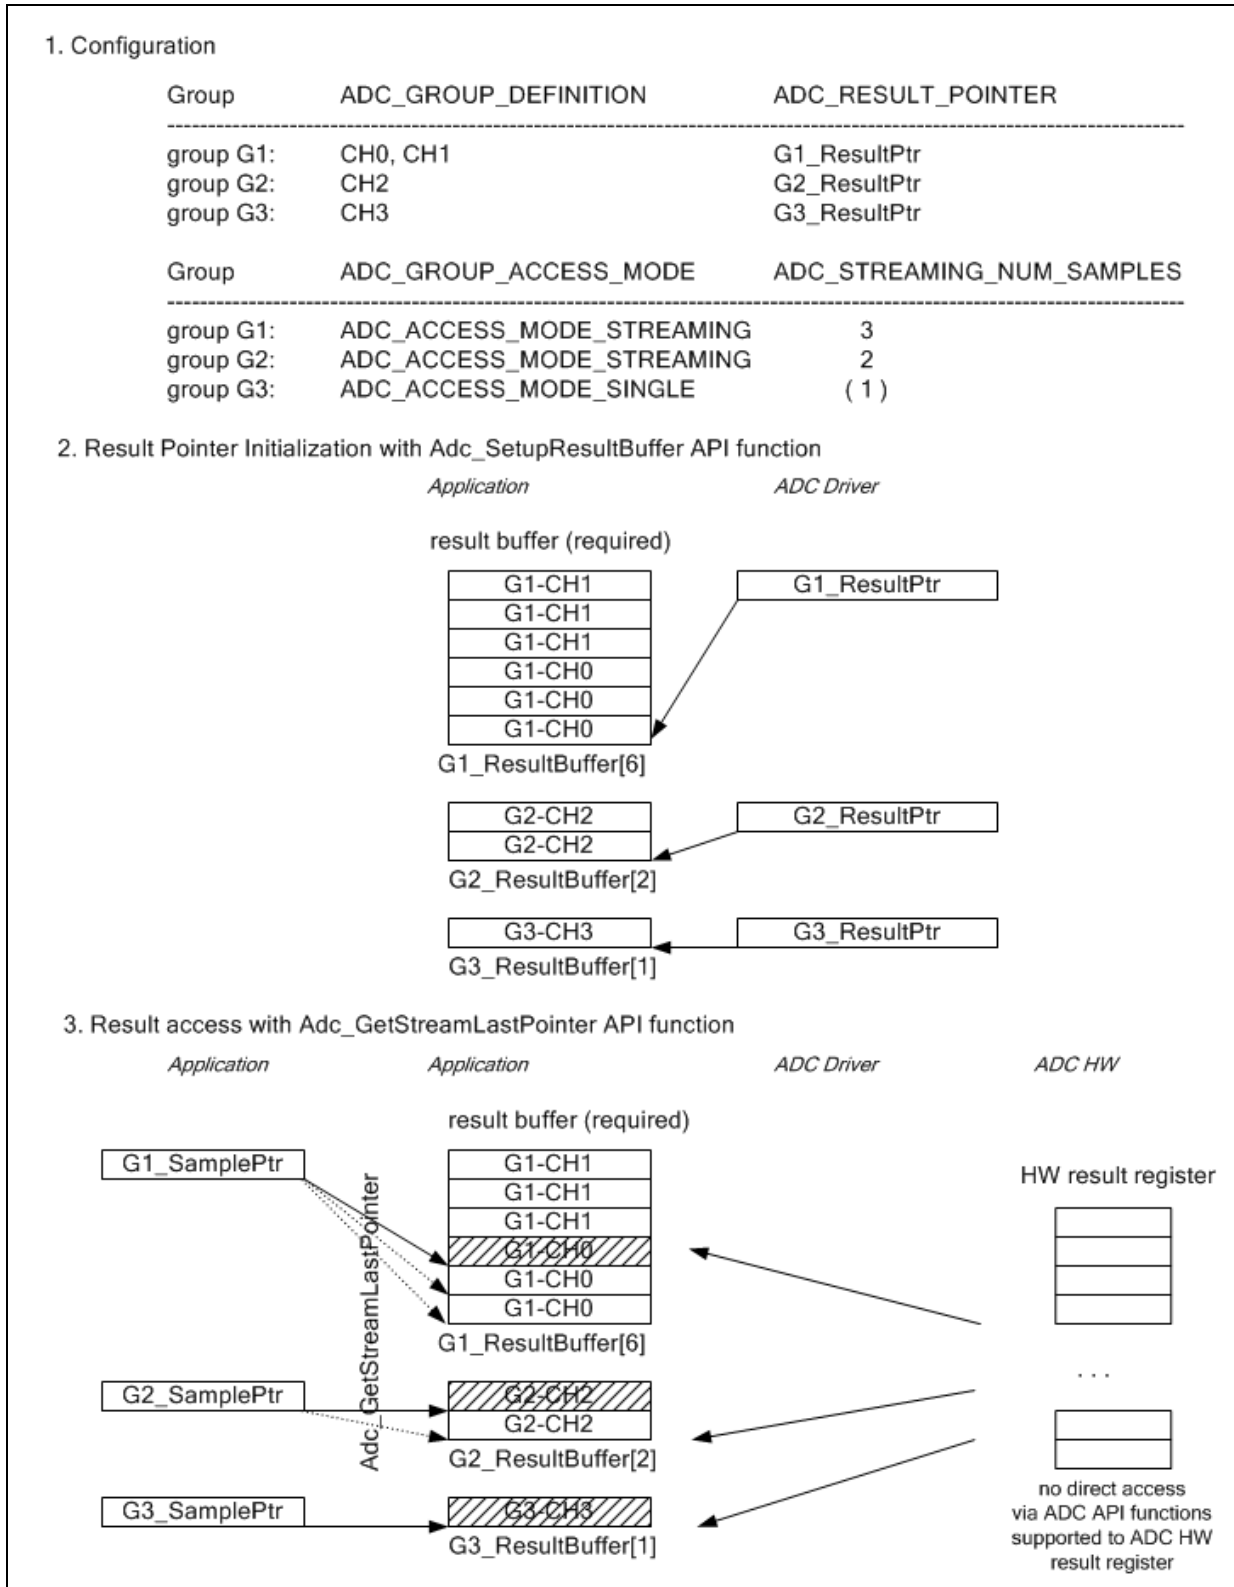 1. Configuration
Group ADC_GROUP_DEFINITION ADC_RESULT_POINTER
group G1: CH0, CH1 G1_ResultPtr
group G2: CH2 G2_ResultPtr
group G3: CH3 G3_ResultPtr
Group ADC_GROUP_ACCESS_MODE ADC_STREAMING_NUM_SAMPLES
group G1: ADC_ACCESS_MODE_STREAMING 3
group G2: ADC_ACCESS_MODE_STREAMING 2
group G3: ADC_ACCESS_MODE_SINGLE ( 1 )
2. Result Pointer Initialization with Adc_SetupResultBuffer API function
Application ADC Driver
result buffer (required)
G1-CH1 G1_ResultPtr
G1-CH1
G1-CH1
G1-CH0
G1-CH0
G1-CH0
G1_ResultBuffer[6]
G2-CH2 G2_ResultPtr
G2-CH2
G2_ResultBuffer[2]
G3-CH3 G3_ResultPtr
G3_ResultBuffer[1]
3. Result access with Adc_GetStreamLastPointer API function
Application Application ADC Driver ADC HW
result buffer (required)
G1_SamplePtr G1-CH1
HW result register
G1-CH1
G1-CH1
G1-CH0
G1-CH0
G1-CH0
G1_ResultBuffer[6]
Adc_GetStreamLastPointer
. . .
G2_SamplePtr G2-CH2
G2-CH2
G2_ResultBuffer[2]
G3_SamplePtr G3-CH3
G3_ResultBuffer[1]
no direct access
via ADC API functions
supported to ADC HW
result register